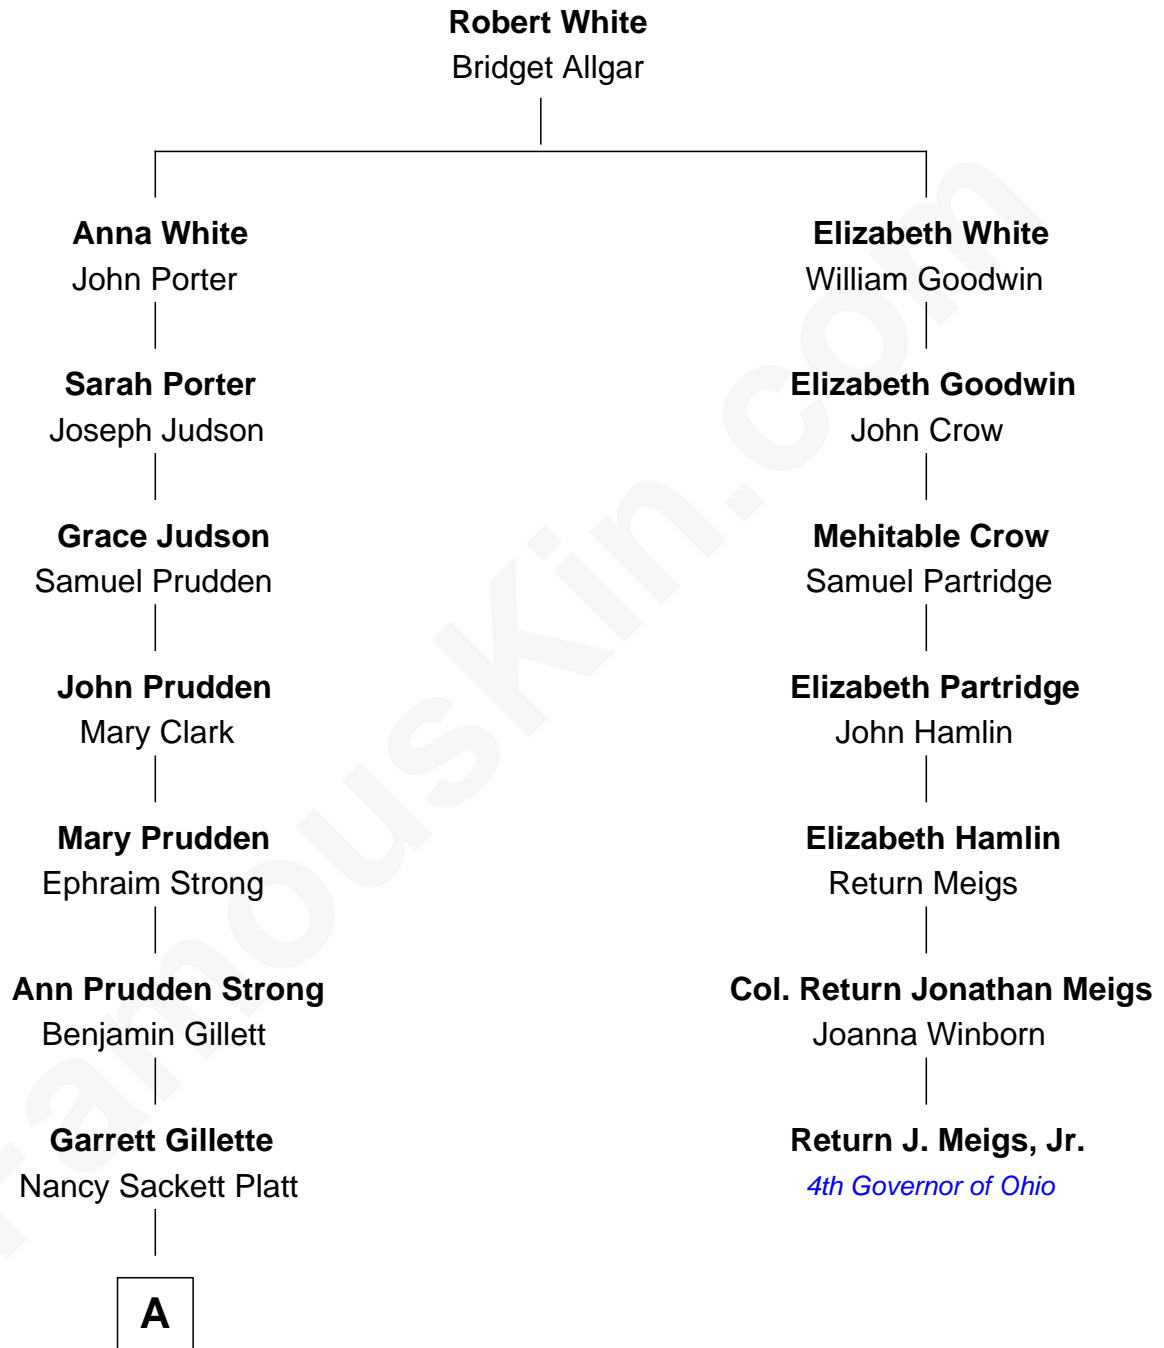 Robert White
Bridget Allgar
Anna White
John Porter
Elizabeth White
William Goodwin
Sarah Porter
Joseph Judson
Elizabeth Goodwin
John Crow
Grace Judson
Samuel Prudden
Mehitable Crow
Samuel Partridge
John Prudden
Mary Clark
Elizabeth Partridge
John Hamlin
Mary Prudden
Ephraim Strong
Elizabeth Hamlin
Return Meigs
Ann Prudden Strong
Benjamin Gillett
Col. Return Jonathan Meigs
Joanna Winborn
Garrett Gillette
Nancy Sackett Platt
Return J. Meigs, Jr.
4th Governor of Ohio
A
FamousKin.com